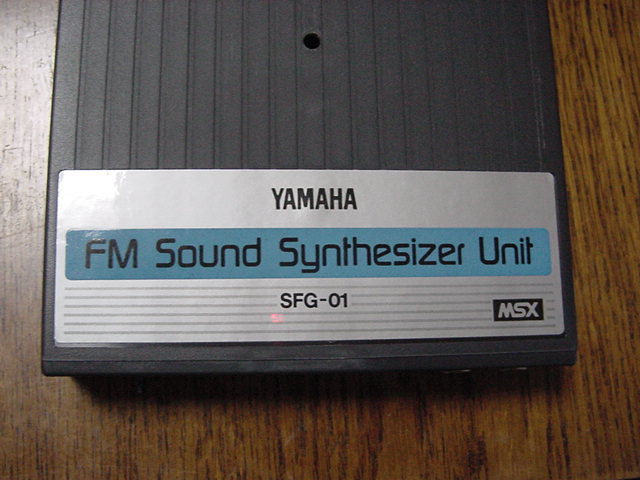 YAMAHA
FM Sound Synthesizer Unit
SFG-01
MSX